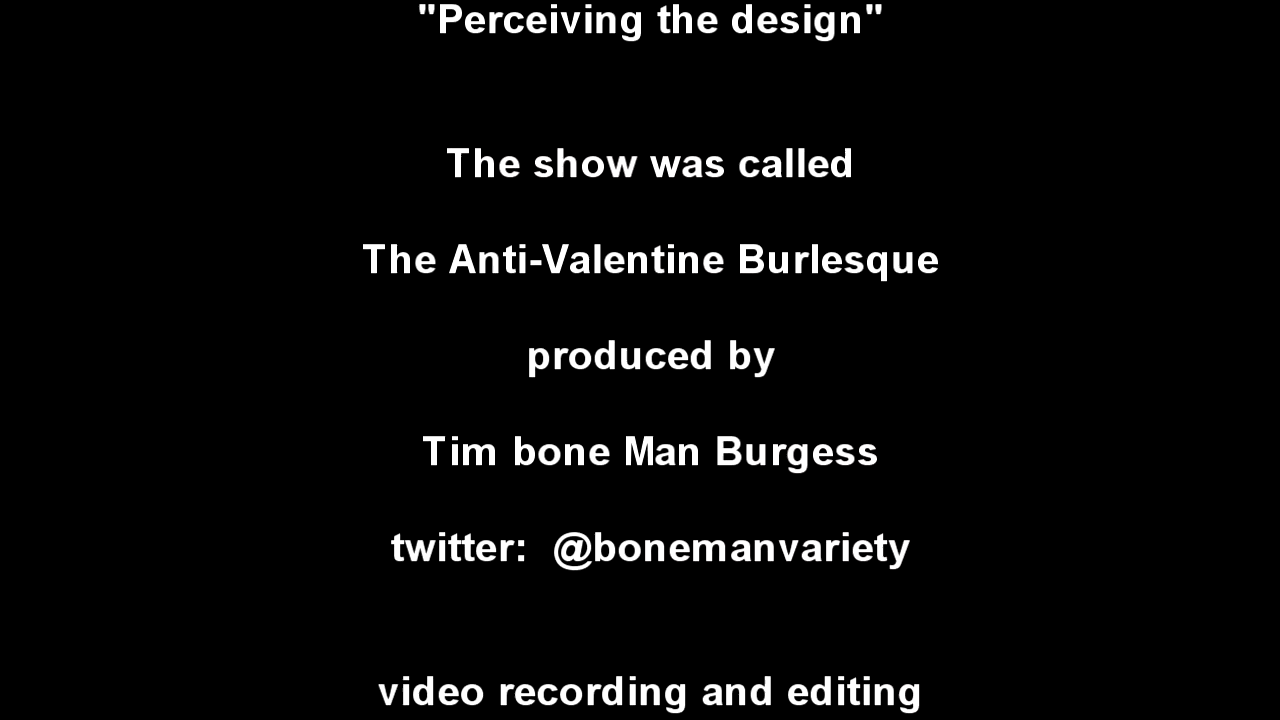 "Perceiving the design"
The show was called
The Anti-Valentine Burlesque
produced by
Tim bone Man Burgess
twitter:  @bonemanvariety
video recording and editing